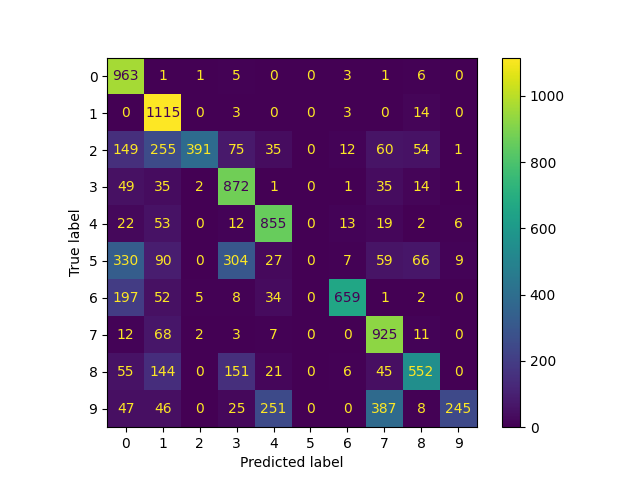 0 963 1 1 5 0 0 3 1 6 0
1 0 1115 0 3 0 0 3 0 14 0
2 149 255 391 75 35 0 12 60 54 1
3 49 35 2 872 1 0 1 35 14 1
4 22 53 0 12 855 0 13 19 2 6
5 330 90 0 304 27 0 7 59 66 9
6 197 52 5 8 34 0 659 1 2 0
7 12 68 2 3 7 0 0 925 11 0
8 55 144 0 151 21 0 6 45 552 0
9 47 46 0 25 251 0 0 387 8 245
0 1 2 3 4 5 6 7 8 9
Predicted label
True label
1000
800
600
400
200
0